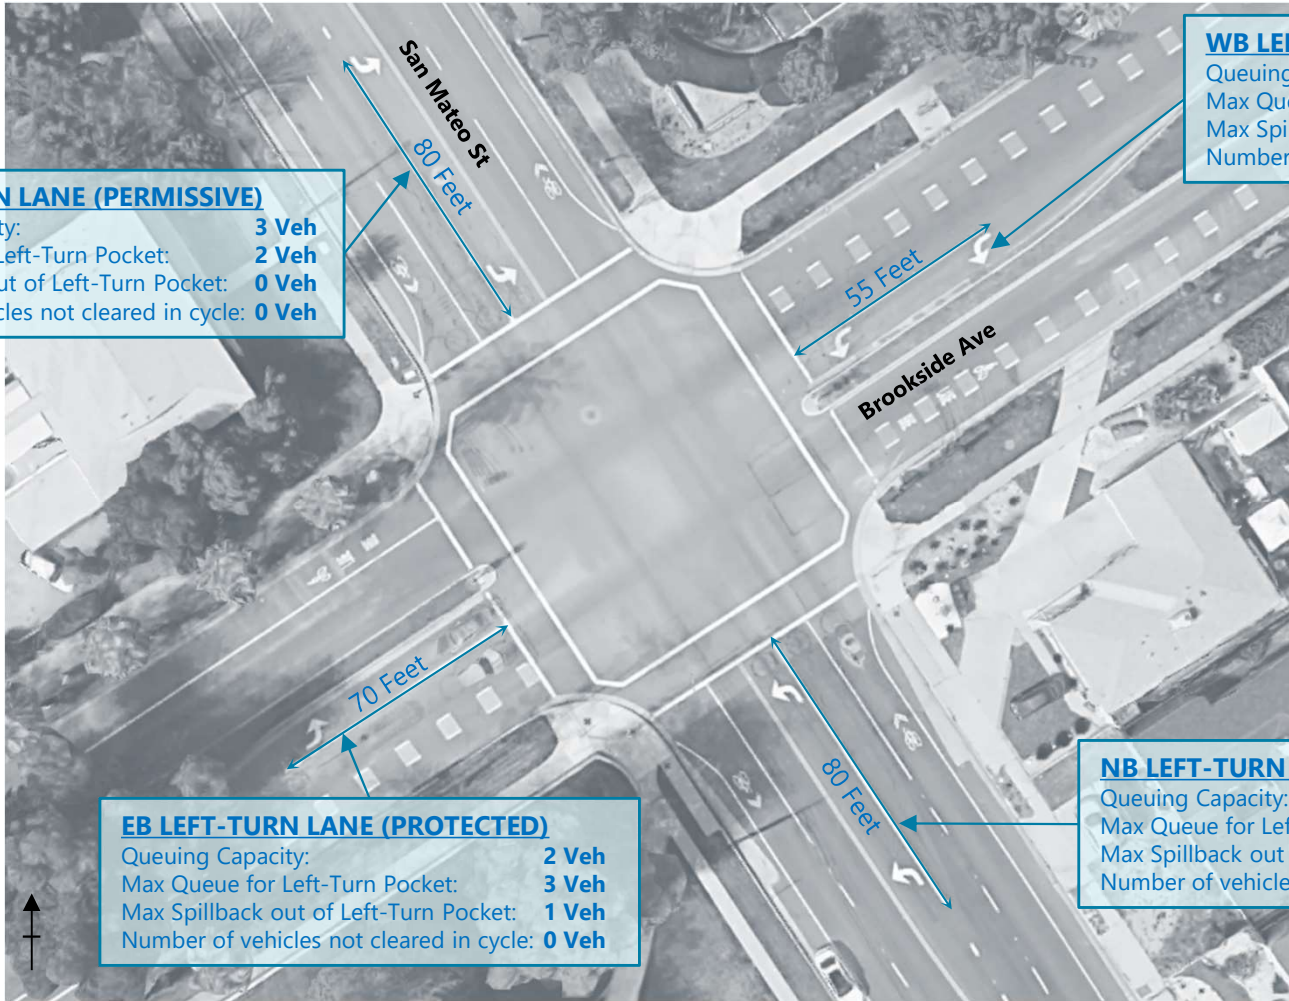 San Mateo St
80 Feet
WB LE
Queuing
Max Que
Max Spi
Number
N LANE (PERMISSIVE)
ty: 3 Veh
Left-Turn Pocket: 2 Veh
ut of Left-Turn Pocket: 0 Veh
cles not cleared in cycle: 0 Veh
55 Feet
Brookside Ave
70 Feet
80 Feet
EB LEFT-TURN LANE (PROTECTED)
Queuing Capacity: 2 Veh
Max Queue for Left-Turn Pocket: 3 Veh
Max Spillback out of Left-Turn Pocket: 1 Veh
Number of vehicles not cleared in cycle: 0 Veh
NB LEFT-TURN
Queuing Capacity:
Max Queue for Lef
Max Spillback out
Number of vehicle